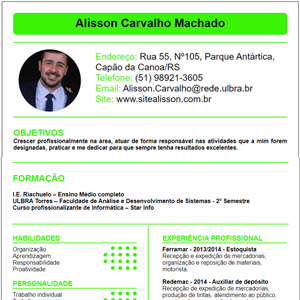 Alisson Carvalho Machado
Endereço: Rua 55, Nº105, Parque Antártica,
Capão da Canoa/RS
Telefone: (51) 98921-3605
Email: Alisson.Carvalho@rede.ulbra.br
Site: www.sitealisson.com.br
OBJETIVOS
Crescer profissionalmente na área, atuar de forma responsável nas atividades que a mim forem
designadas, praticar e me dedicar para que sempre tenha resultados excelentes.
FORMAÇÃO
I.E. Riachuelo – Ensino Médio completo
ULBRA Torres – Faculdade de Análise e Desenvolvimento de Sistemas - 2º Semestre
Curso profissionalizante de Informática – Star Info
HABILIDADES
Organização
Aprendizagem
Responsabilidade
Proatividade
PERSONALIDADE
Trabalho individual
EXPERIÊNCIA PROFISSIONAL
Ferramar - 2013/2014 - Estoquista
Recepção e expedição de mercadorias,
organização e reposição de materiais,
motorista.
Redemac - 2014 - Auxiliar de depósito
Recepção e expedição de mercadorias,
produção de tintas, atendimento ao público,